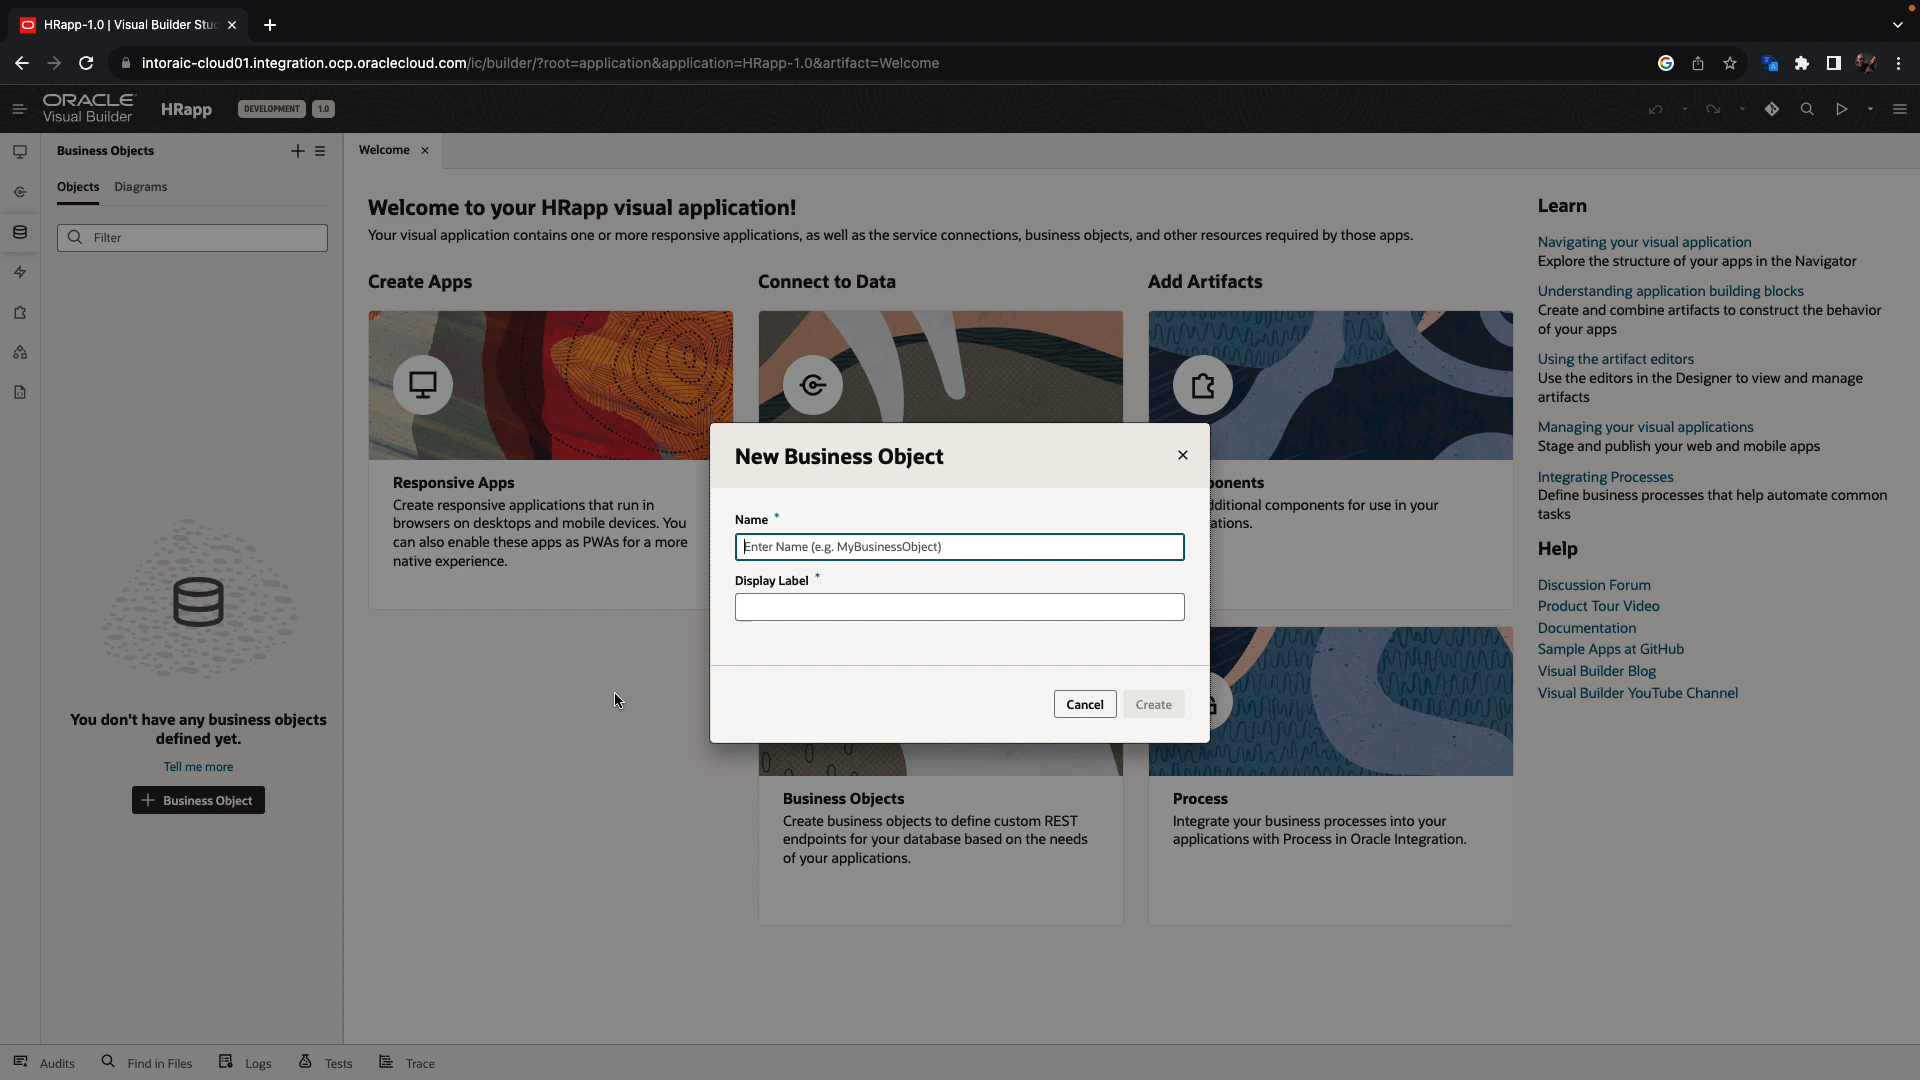 HRapp-1.0 | Visual Builder Stu
intoraic-cloud01.integration.ocp.oraclecloud.com/ic/builder/?root=application&application=HRapp-1.0&artifact=Welcome
ORACLE
Visual Builder
HRapp
DEVELOPMENT
1.0
Business Objects
Objects
Diagrams
Filter
You don't have any business objects
defined yet.
Tell me more
Business Object
Welcome
Welcome to your HRapp visual application!
Your visual application contains one or more responsive applications, as well as the service connections, business objects, and other resources required by those apps.
Create Apps
Responsive Apps
Create responsive applications that run in
browsers on desktops and mobile devices. You
can also enable these apps as PWAs for a more
native experience.
Connect to Data
Business Objects
Create business objects to define custom REST
endpoints for your database based on the needs
of your applications.
Add Artifacts
ponents
ditional components for use in your
ations.
Process
Integrate your business processes into your
applications with Process in Oracle Integration.
New Business Object
Name *
Enter Name (e.g. MyBusinessObject)
Display Label *
Cancel
Create
Learn
Navigating your visual application
Explore the structure of your apps in the Navigator
Understanding application building blocks
Create and combine artifacts to construct the behavior
of your apps
Using the artifact editors
Use the editors in the Designer to view and manage
artifacts
Managing your visual applications
Stage and publish your web and mobile apps
Integrating Processes
Define business processes that help automate common
tasks
Help
Discussion Forum
Product Tour Video
Documentation
Sample Apps at GitHub
Visual Builder Blog
Visual Builder YouTube Channel
Audits
Find in Files
Logs
Tests
Trace